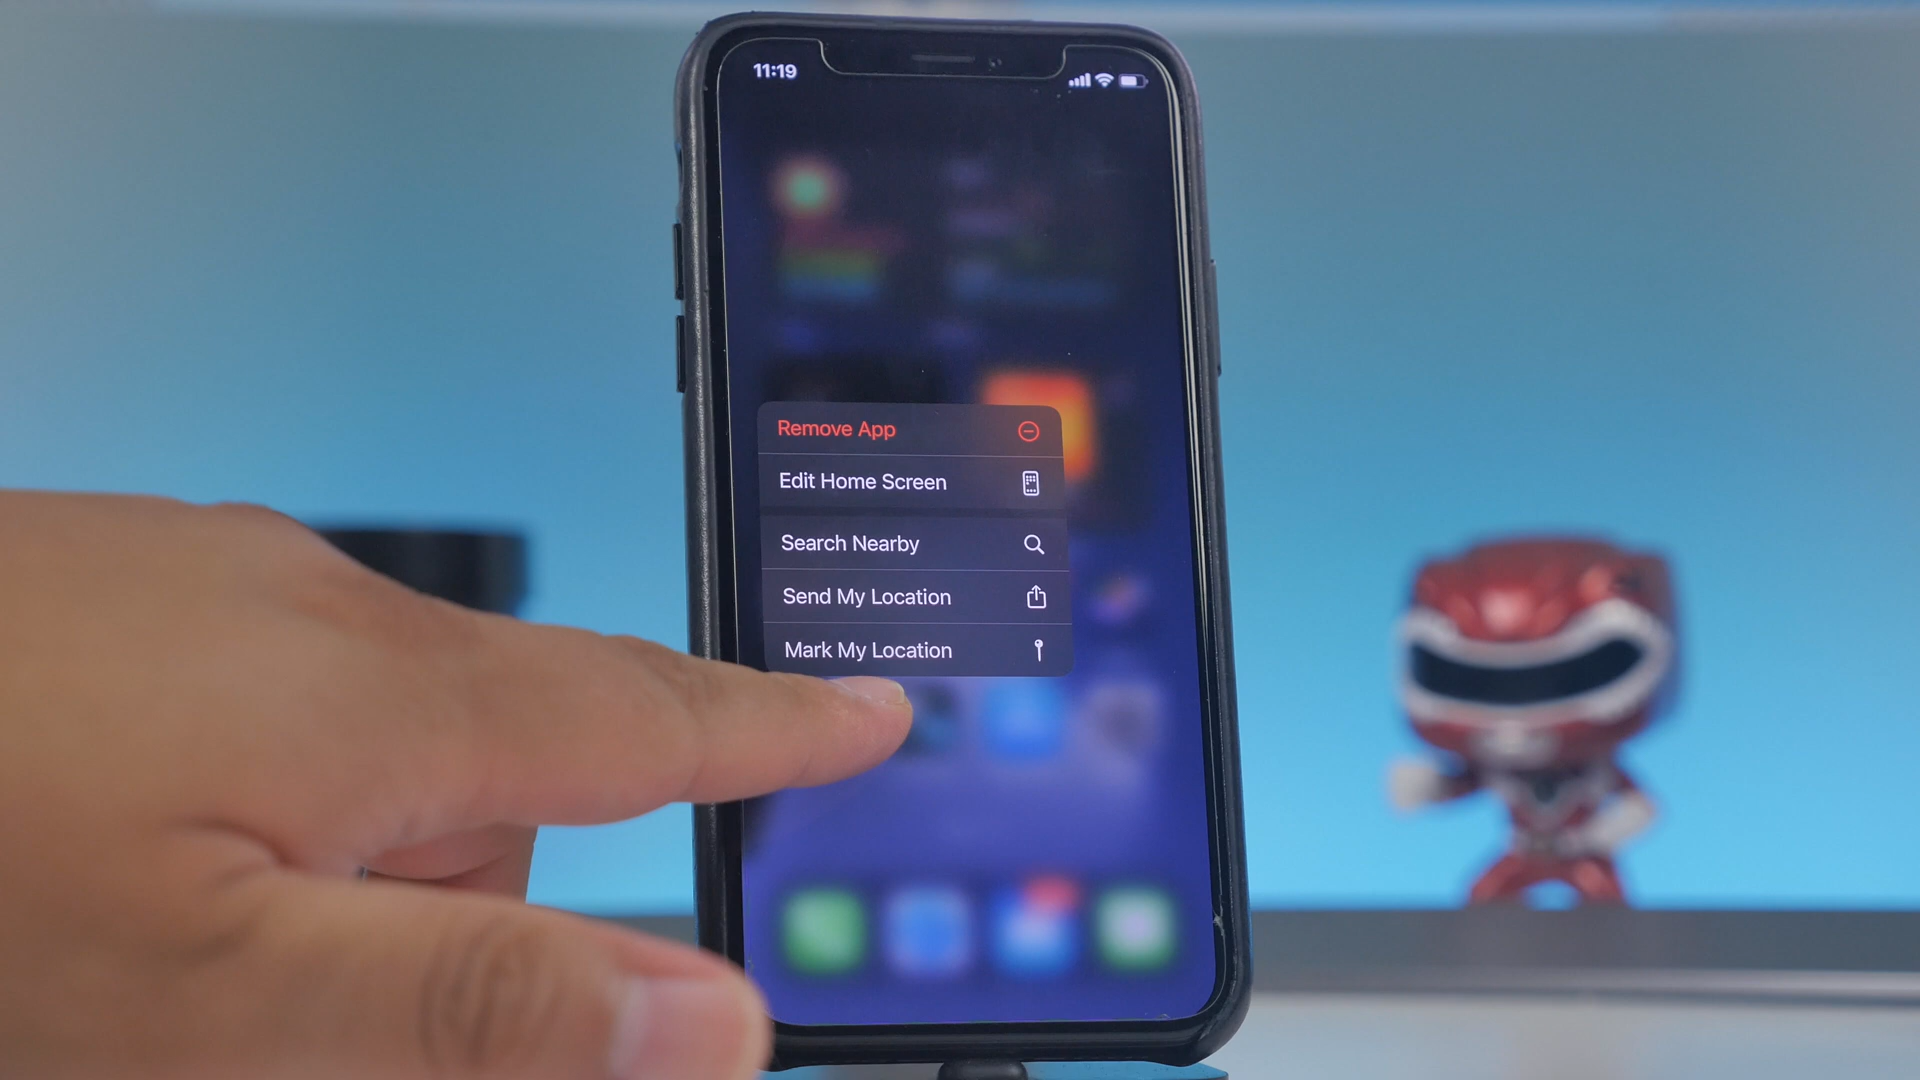 11:19
Remove App
Edit Home Screen
Search Nearby
Send My Location
Mark My Location